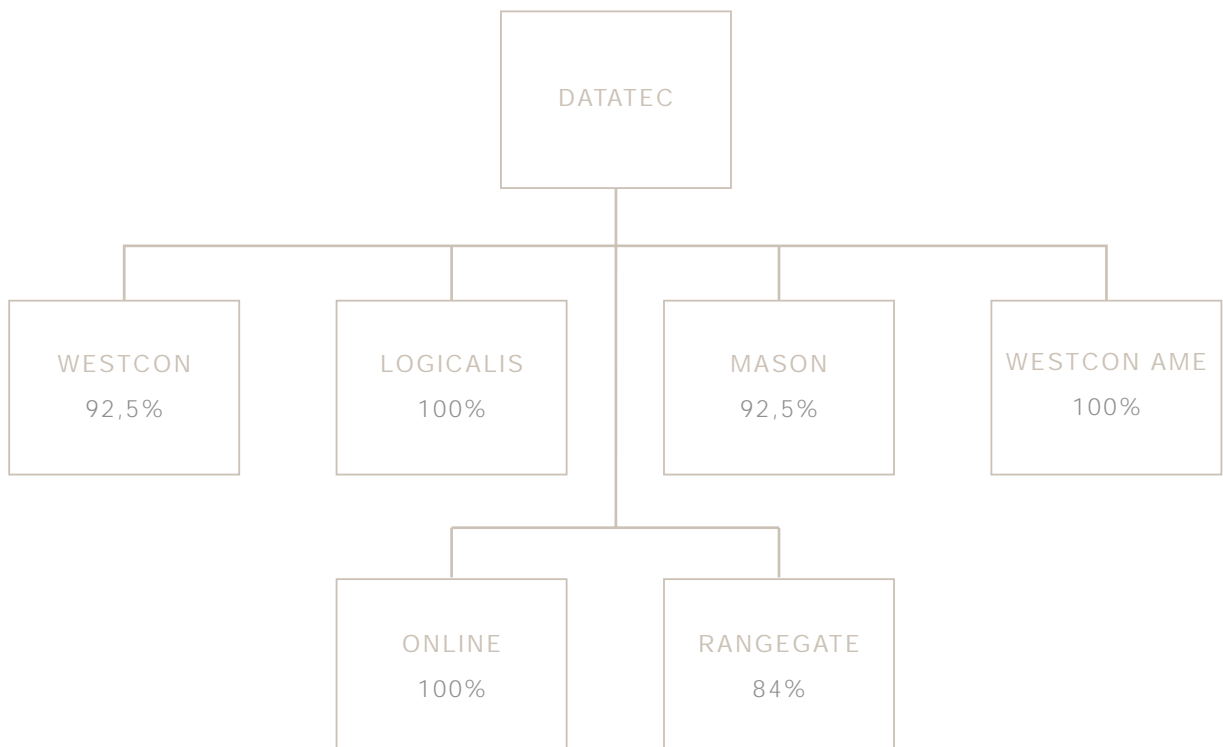 DATATEC
WESTCON
92,5%
LOGICALIS
100%
MASON
92,5%
WESTCON AME
100%
ONLINE
100%
RANGEGATE
84%